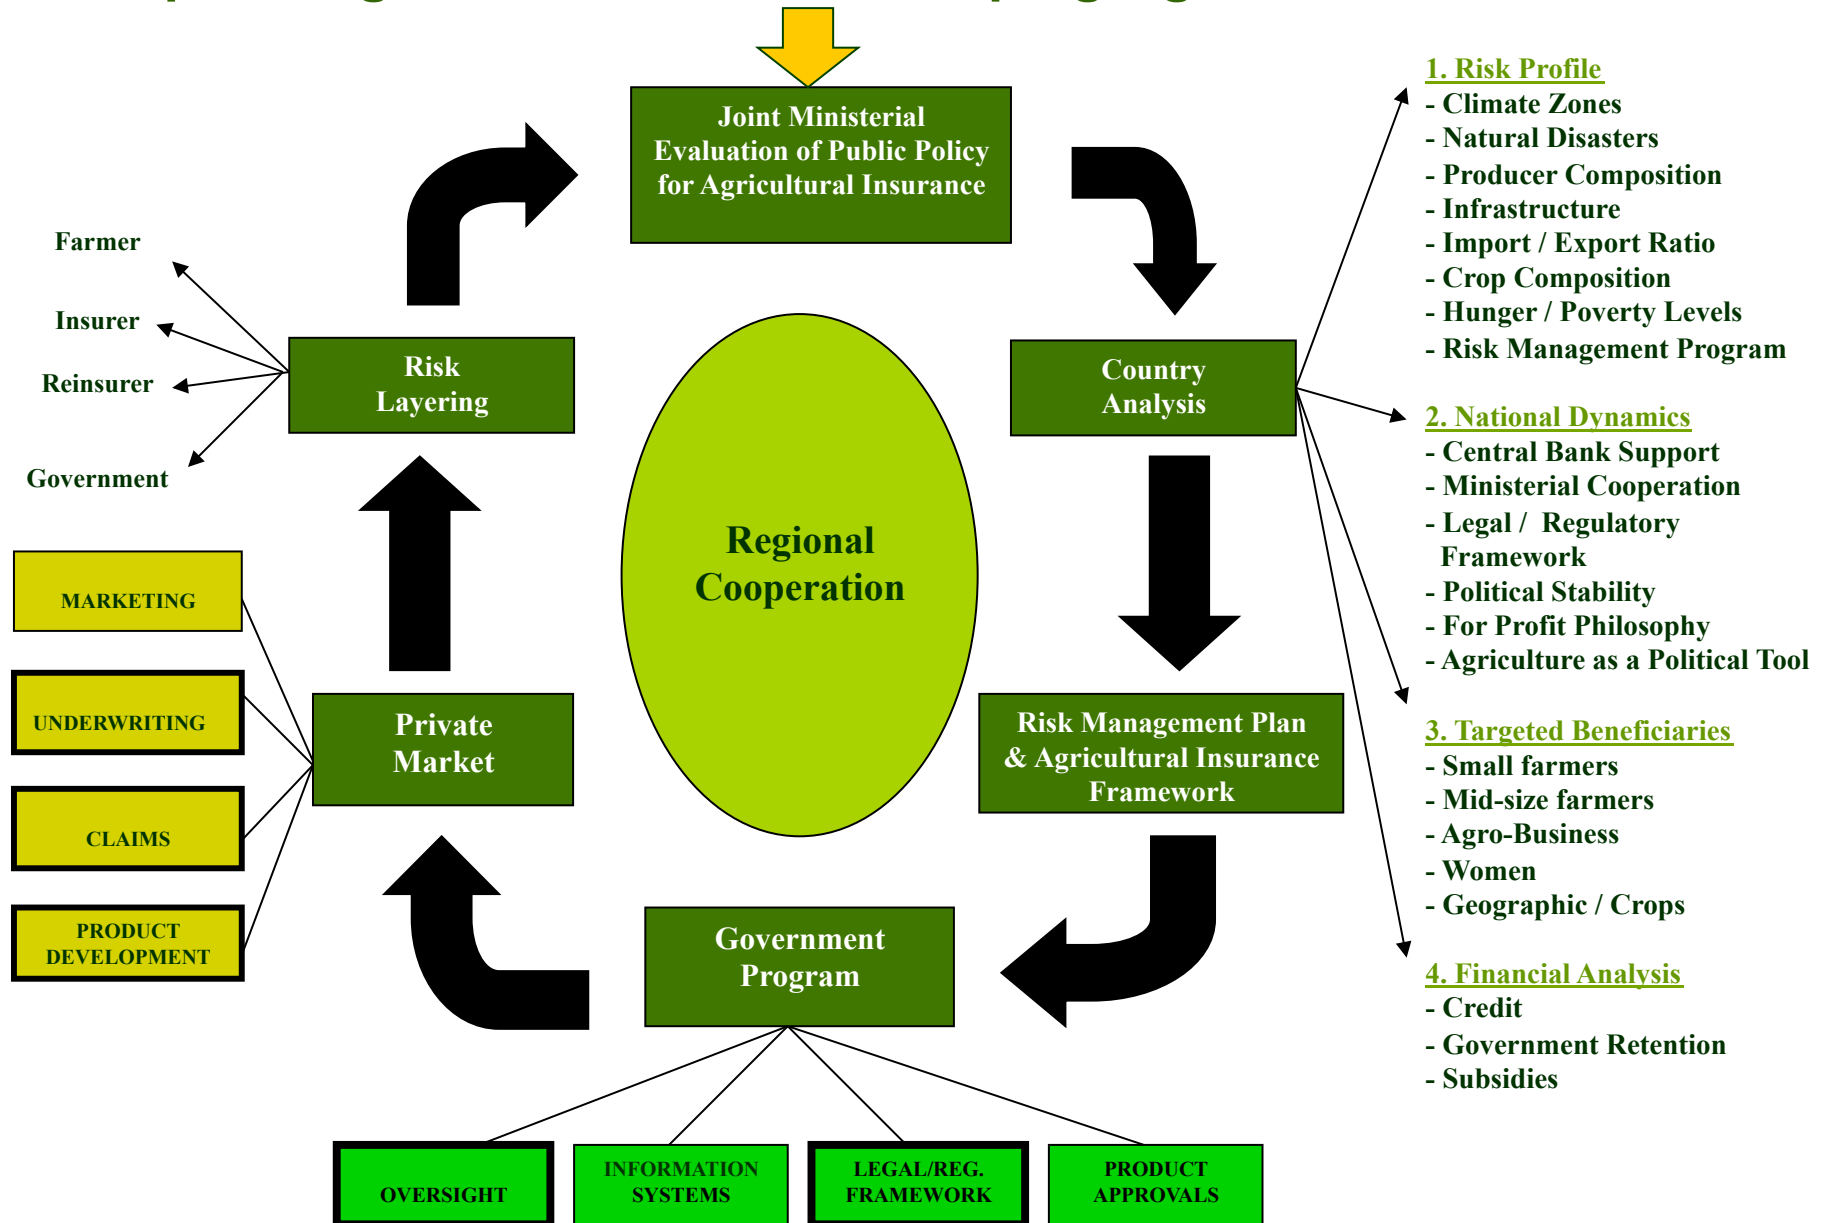 Joint Ministerial
Evaluation of Public Policy
for Agricultural Insurance
1. Risk Profile
- Climate Zones
- Natural Disasters
- Producer Composition
- Infrastructure
- Import / Export Ratio
- Crop Composition
- Hunger / Poverty Levels
- Risk Management Program
Farmer
Insurer
Reinsurer
Government
Risk
Layering
Country
Analysis
2. National Dynamics
- Central Bank Support
- Ministerial Cooperation
- Legal / Regulatory
Framework
- Political Stability
- For Profit Philosophy
- Agriculture as a Political Tool
Regional
Cooperation
MARKETING
UNDERWRITING
CLAIMS
PRODUCT
DEVELOPMENT
Private
Market
Risk Management Plan
& Agricultural Insurance
Framework
3. Targeted Beneficiaries
- Small farmers
- Mid-size farmers
- Agro-Business
- Women
- Geographic / Crops
Government
Program
4. Financial Analysis
- Credit
- Government Retention
- Subsidies
OVERSIGHT
INFORMATION
SYSTEMS
LEGAL/REG.
FRAMEWORK
PRODUCT
APPROVALS